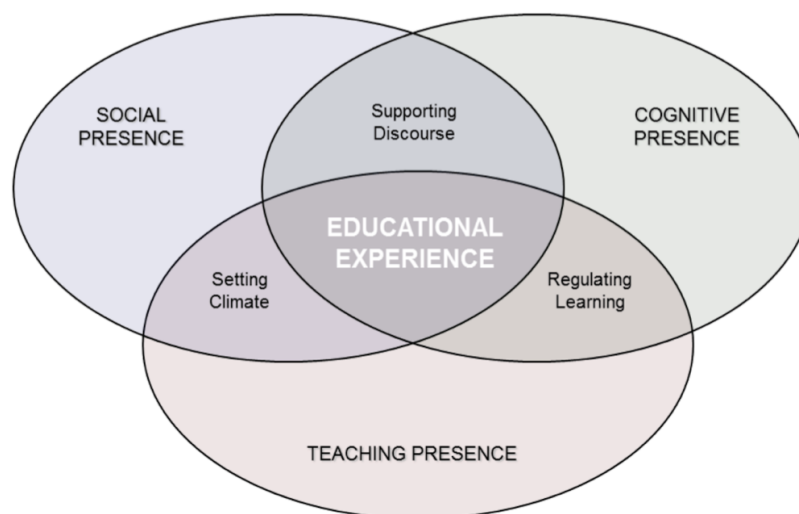 SOCIAL
PRESENCE
Supporting
Discourse
COGNITIVE
PRESENCE
EDUCATIONAL
EXPERIENCE
Setting
Climate
Regulating
Learning
TEACHING PRESENCE